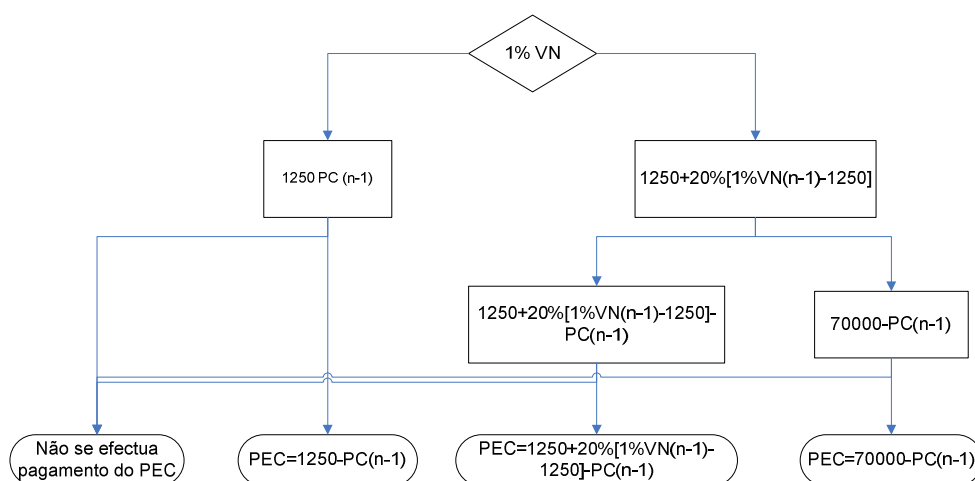 1% VN
1250 PC (n-1)
1250+20%[1%VN(n-1)-1250]
1250+20%[1%VN(n-1)-1250]-
PC(n-1)
70000-PC(n-1)
Não se efectua
pagamento do PEC
PEC=1250-PC(n-1)
PEC=1250+20%[1%VN(n-1)-
1250]-PC(n-1)
PEC=70000-PC(n-1)